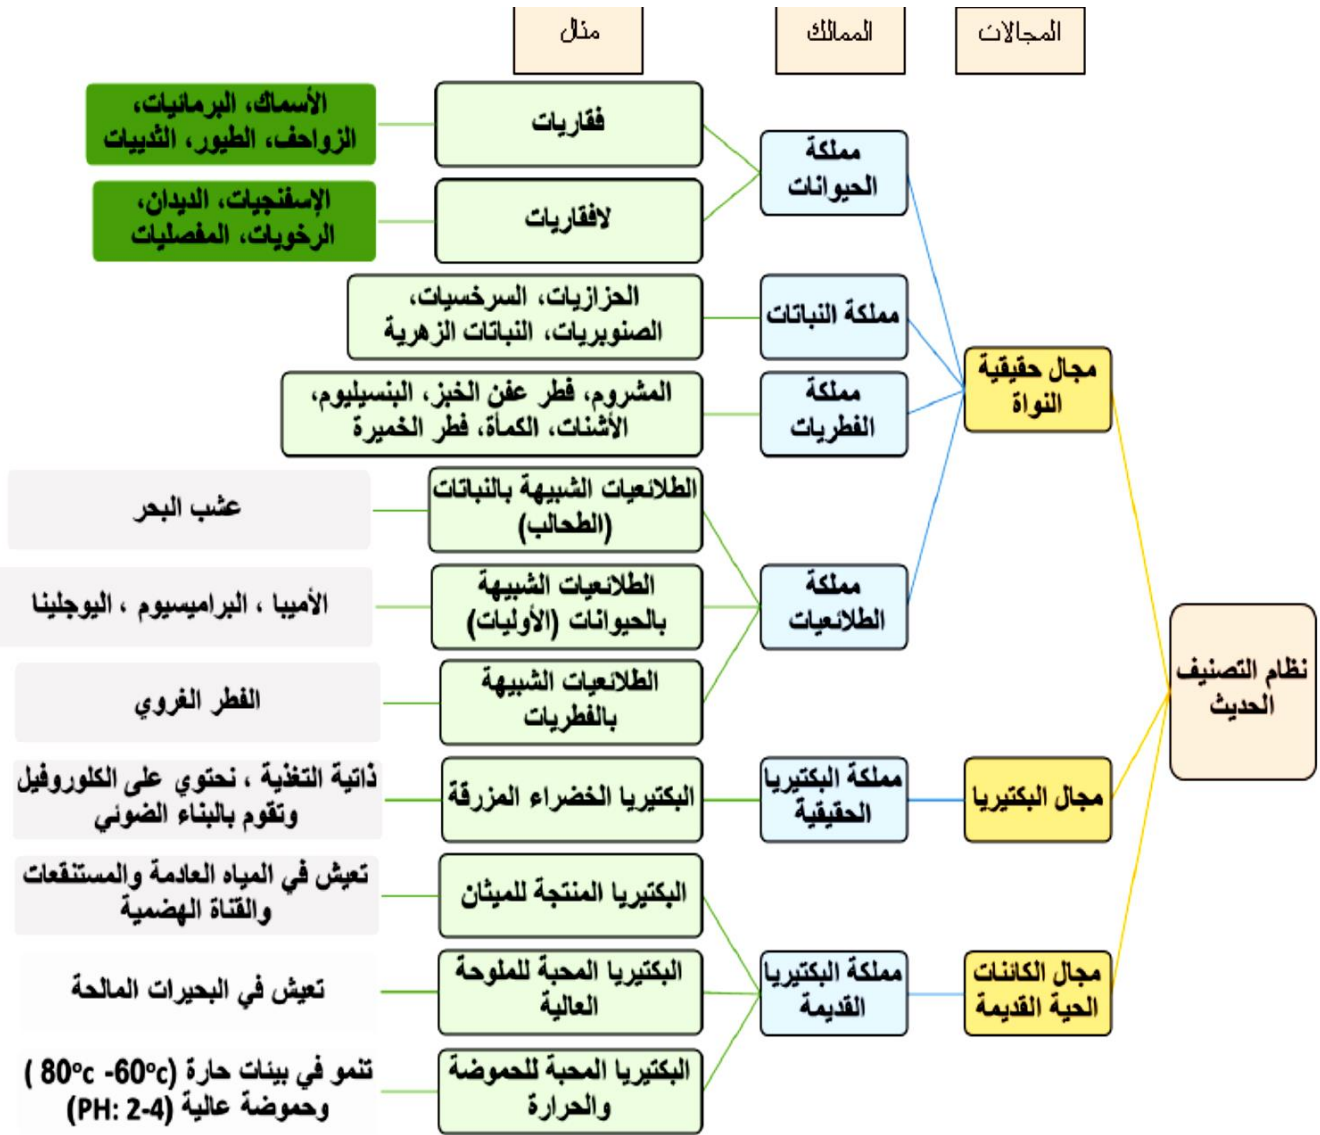 المجالات
الممالك
مثال
نظام التصنيف
الحديث
مجال حقيقية
النواة
مملكة
الحيوانات
فقاريات
الأسماك، البرمائيات،
الزواحف، الطيور، الثدييات
لافقاريات
الإسفنجيات، الديدان،
الرخويات، المفصليات
مملكة النباتات
الحزازيات، السرخسيات،
الصنوبريات، النباتات الزهرية
مملكة
الفطريات
المشروم، فطر عفن الخبز، البنسيليوم،
الأشنات، الكمأة، فطر الخميرة
مملكة
الطلائعيات
الطلائعيات الشبيهة بالنباتات
(الطحالب)
عشب البحر
الطلائعيات الشبيهة
بالحيوانات (الأوليات)
الأميبا ، البراميسيوم ، اليوجلينا
الطلائعيات الشبيهة
بالفطريات
الفطر الغروي
مجال البكتيريا
مملكة البكتيريا
الحقيقية
البكتيريا الخضراء المزرقة
ذاتية التغذية ، نحتوي على الكلوروفيل
وتقوم بالبناء الضوئي
مجال الكائنات
الحية القديمة
مملكة البكتيريا
القديمة
البكتيريا المنتجة للميثان
تعيش في المياه العادمة والمستنقعات
والقناة الهضمية
البكتيريا المحبة للملوحة
العالية
تعيش في البحيرات المالحة
البكتيريا المحبة للحموضة
والحرارة
تنمو في بيئات حارة (80°c -60°c )
وحموضة عالية (PH: 2-4)